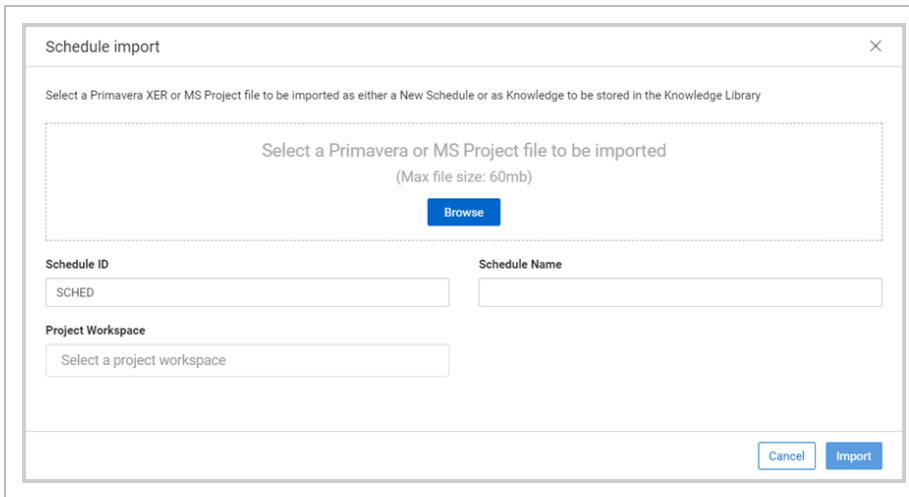 Schedule import
Select a Primavera XER or MS Project file to be imported as either a New Schedule or as Knowledge to be stored in the Knowledge Library
Select a Primavera or MS Project file to be imported
(Max file size: 60mb)
Browse
Schedule ID
Schedule Name
SCHED
Project Workspace
Select a project workspace
Cancel
Import